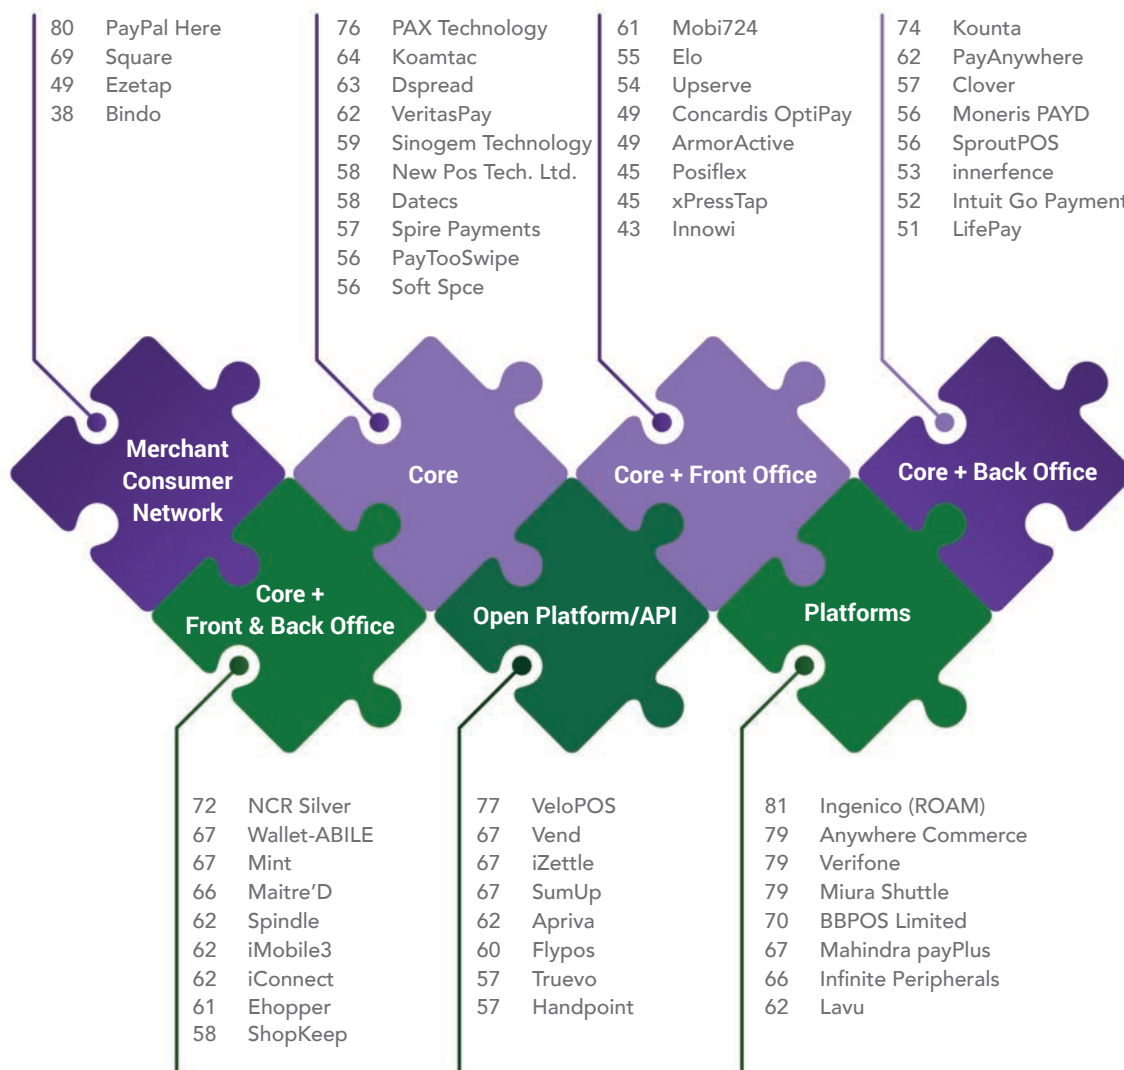 80 PayPal Here
69 Square
49 Ezetap
38 Bindo
76 PAX Technology
64 Koamtac
63 Dspread
62 VeritasPay
59 Sinogem Technology
58 New Pos Tech. Ltd.
58 Datecs
57 Spire Payments
56 PayTooSwipe
56 Soft Spce
61 Mobi724
55 Elo
54 Upserve
49 Concardis OptiPay
49 ArmorActive
45 Posiflex
45 xPressTap
43 Innowi
74 Kounta
62 PayAnywhere
57 Clover
56 Moneris PAYD
56 SproutPOS
53 innerfence
52 Intuit Go Payment
51 LifePay
Merchant
Consumer
Network
Core
Core + Front Office
Core + Back Office
Core +
Front & Back Office
Open Platform/API
Platforms
72 NCR Silver
67 Wallet-ABILE
67 Mint
66 Maitre’D
62 Spindle
62 iMobile3
62 iConnect
61 Ehopper
58 ShopKeep
77 VeloPOS
67 Vend
67 iZettle
67 SumUp
62 Apriva
60 Flypos
57 Truevo
57 Handpoint
81 Ingenico (ROAM)
79 Anywhere Commerce
79 Verifone
79 Miura Shuttle
70 BBPOS Limited
67 Mahindra payPlus
66 Infinite Peripherals
62 Lavu